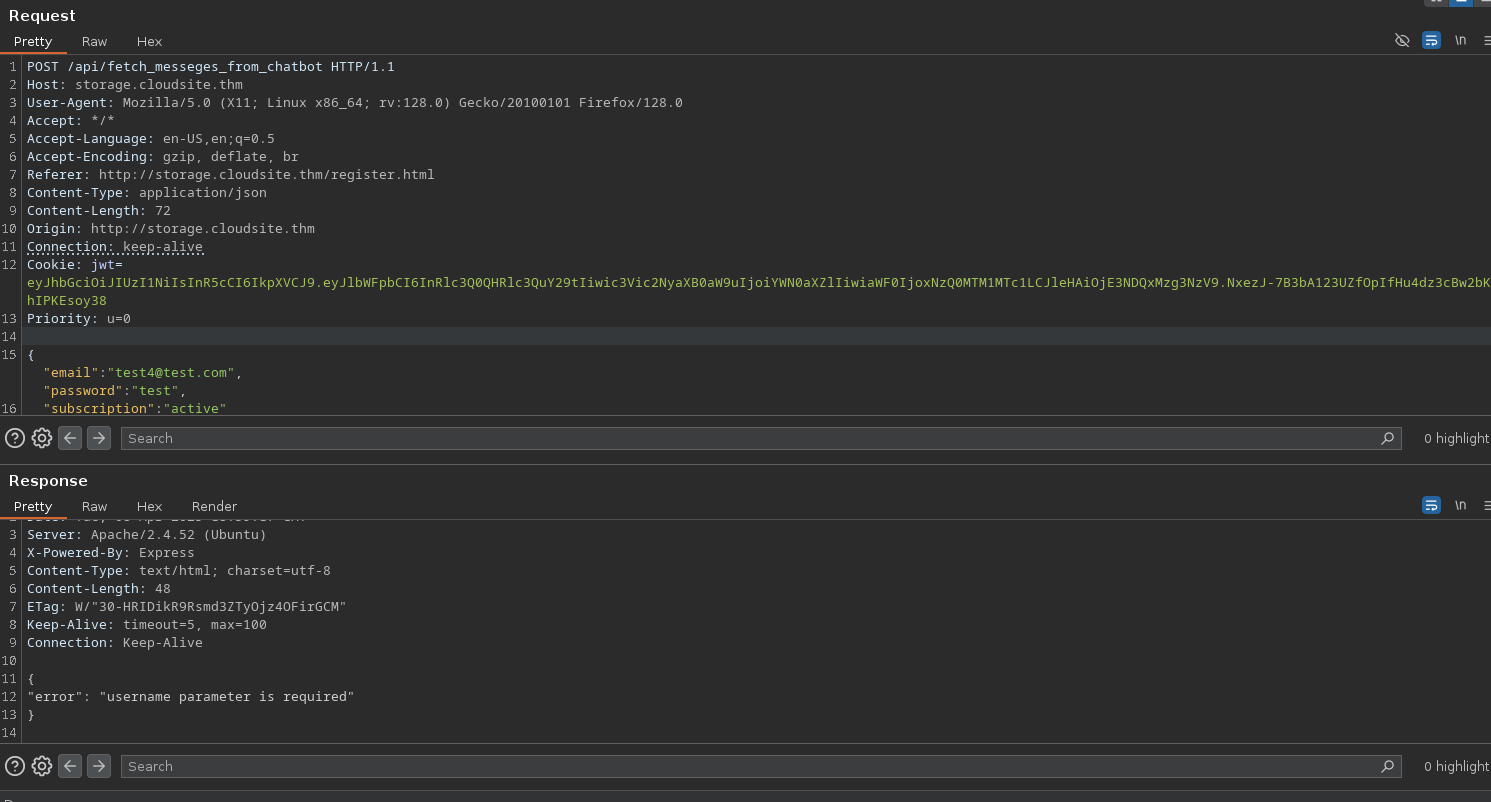 Request
Pretty Raw Hex
\n
1 POST /api/fetch_messeges_from_chatbot HTTP/1.1
2 Host: storage.cloudsite.thm
3 User-Agent: Mozilla/5.0 (X11; Linux x86_64; rv:128.0) Gecko/20100101 Firefox/128.0
4 Accept: */*
5 Accept-Language: en-US,en;q=0.5
6 Accept-Encoding: gzip, deflate, br
7 Referer: http://storage.cloudsite.thm/register.html
8 Content-Type: application/json
9 Content-Length: 72
10 Origin: http://storage.cloudsite.thm
11 Connection: keep-alive
12 Cookie: jwt=
eyJhbGciOiJIUzI1NiIsInR5cCI6IkpXVCJ9.eyJlbWFpbCI6InRlc3Q0QHRlc3QuY29tIiwic3Vic2NyaXB0aW9uIjoiYWN0aXZlIiwiaWF0IjoxNzQ0MTM1MTc1LCJleHAiOjE3NDQxMzg3NzV9.NxezJ-7B3bA123UZfOpIfHu4dz3cBw2bK
hIPKEsoy38
13 Priority: u=0
14
15 {
"email":"test4@test.com",
"password":"test",
16 "subscription":"active"
Search
0 highlight
Response
Pretty Raw Hex Render
\n
3 Server: Apache/2.4.52 (Ubuntu)
4 X-Powered-By: Express
5 Content-Type: text/html; charset=utf-8
6 Content-Length: 48
7 ETag: W/"30-HRIDikR9Rsmd3ZTyOjz4OFirGCM"
8 Keep-Alive: timeout=5, max=100
9 Connection: Keep-Alive
10
11 {
12 "error": "username parameter is required"
13 }
14
Search
0 highlight